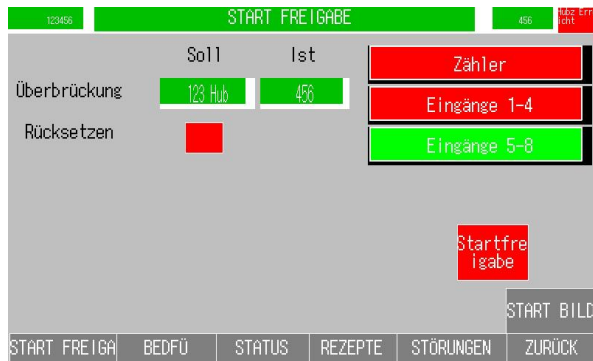 123456
START FREIGABE
456
Hubz Err
icht
Soll Ist
Überbrückung 123 Hub 456
Rücksetzen
Zähler
Eingänge 1-4
Eingänge 5-8
Startfre
igabe
START BILD
START FREIGA BEDFÜ STATUS REZEPTE STÖRUNGEN ZURÜCK